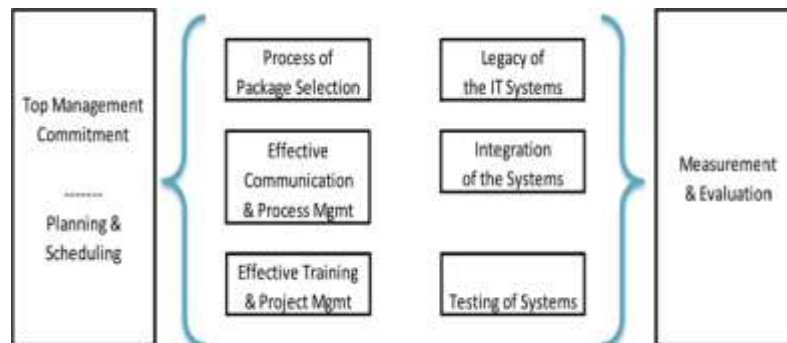 Top Management
Commitment
-------
Planning &
Scheduling
Process of
Package Selection
Effective
Communication
& Process Mgmt
Effective Training
& Project Mgmt
Legacy of
the IT Systems
Integration
of the Systems
Testing of Systems
Measurement
& Evaluation